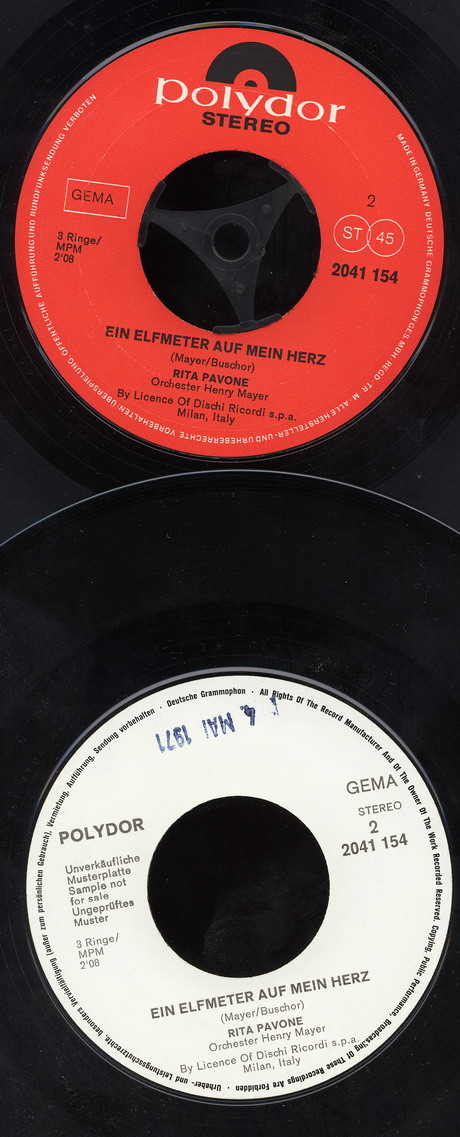 polydor
STEREO
MADE IN GERMANY DEUTSCHE GRAMMOPHON GES MBH REGD. TR. M. ALLE HERSTELLER- UND URHEBERRECHTE VORBEHALTEN · ÜBERSPIELUNG, ÖFFENTLICHE AUFFÜHRUNG UND RUNDFUNKSENDUNG VERBOTEN
GEMA
2
ST 45
3 Ringe/
MPM
2'08
2041 154
EIN ELFMETER AUF MEIN HERZ
(Mayer/Buschor)
RITA PAVONE
Orchester Henry Mayer
By Licence Of Dischi Ricordi s.p.a.
Milan, Italy
Deutsche Grammophon · All Rights Of The Record Manufacturer And Of The Owner Of The Work Recorded Reserved. Copying, Public Performance, Broadcasing Of These Recordings Are Forbidden
Urheber- und Leistungsschutzrechte, besonders Vervielfältigung (außer zum persönlichen Gebrauch), Vermietung, Aufführung, Sendung vorbehalten ·
4. MAI 1971
POLYDOR
GEMA
STEREO
2
2041 154
Unverkäufliche
Musterplatte
Sample not
for sale
Ungeprüftes
Muster
3 Ringe/
MPM
2'08
EIN ELFMETER AUF MEIN HERZ
(Mayer/Buschor)
RITA PAVONE
Orchester Henry Mayer
By Licence Of Dischi Ricordi s.p.a.
Milan, Italy